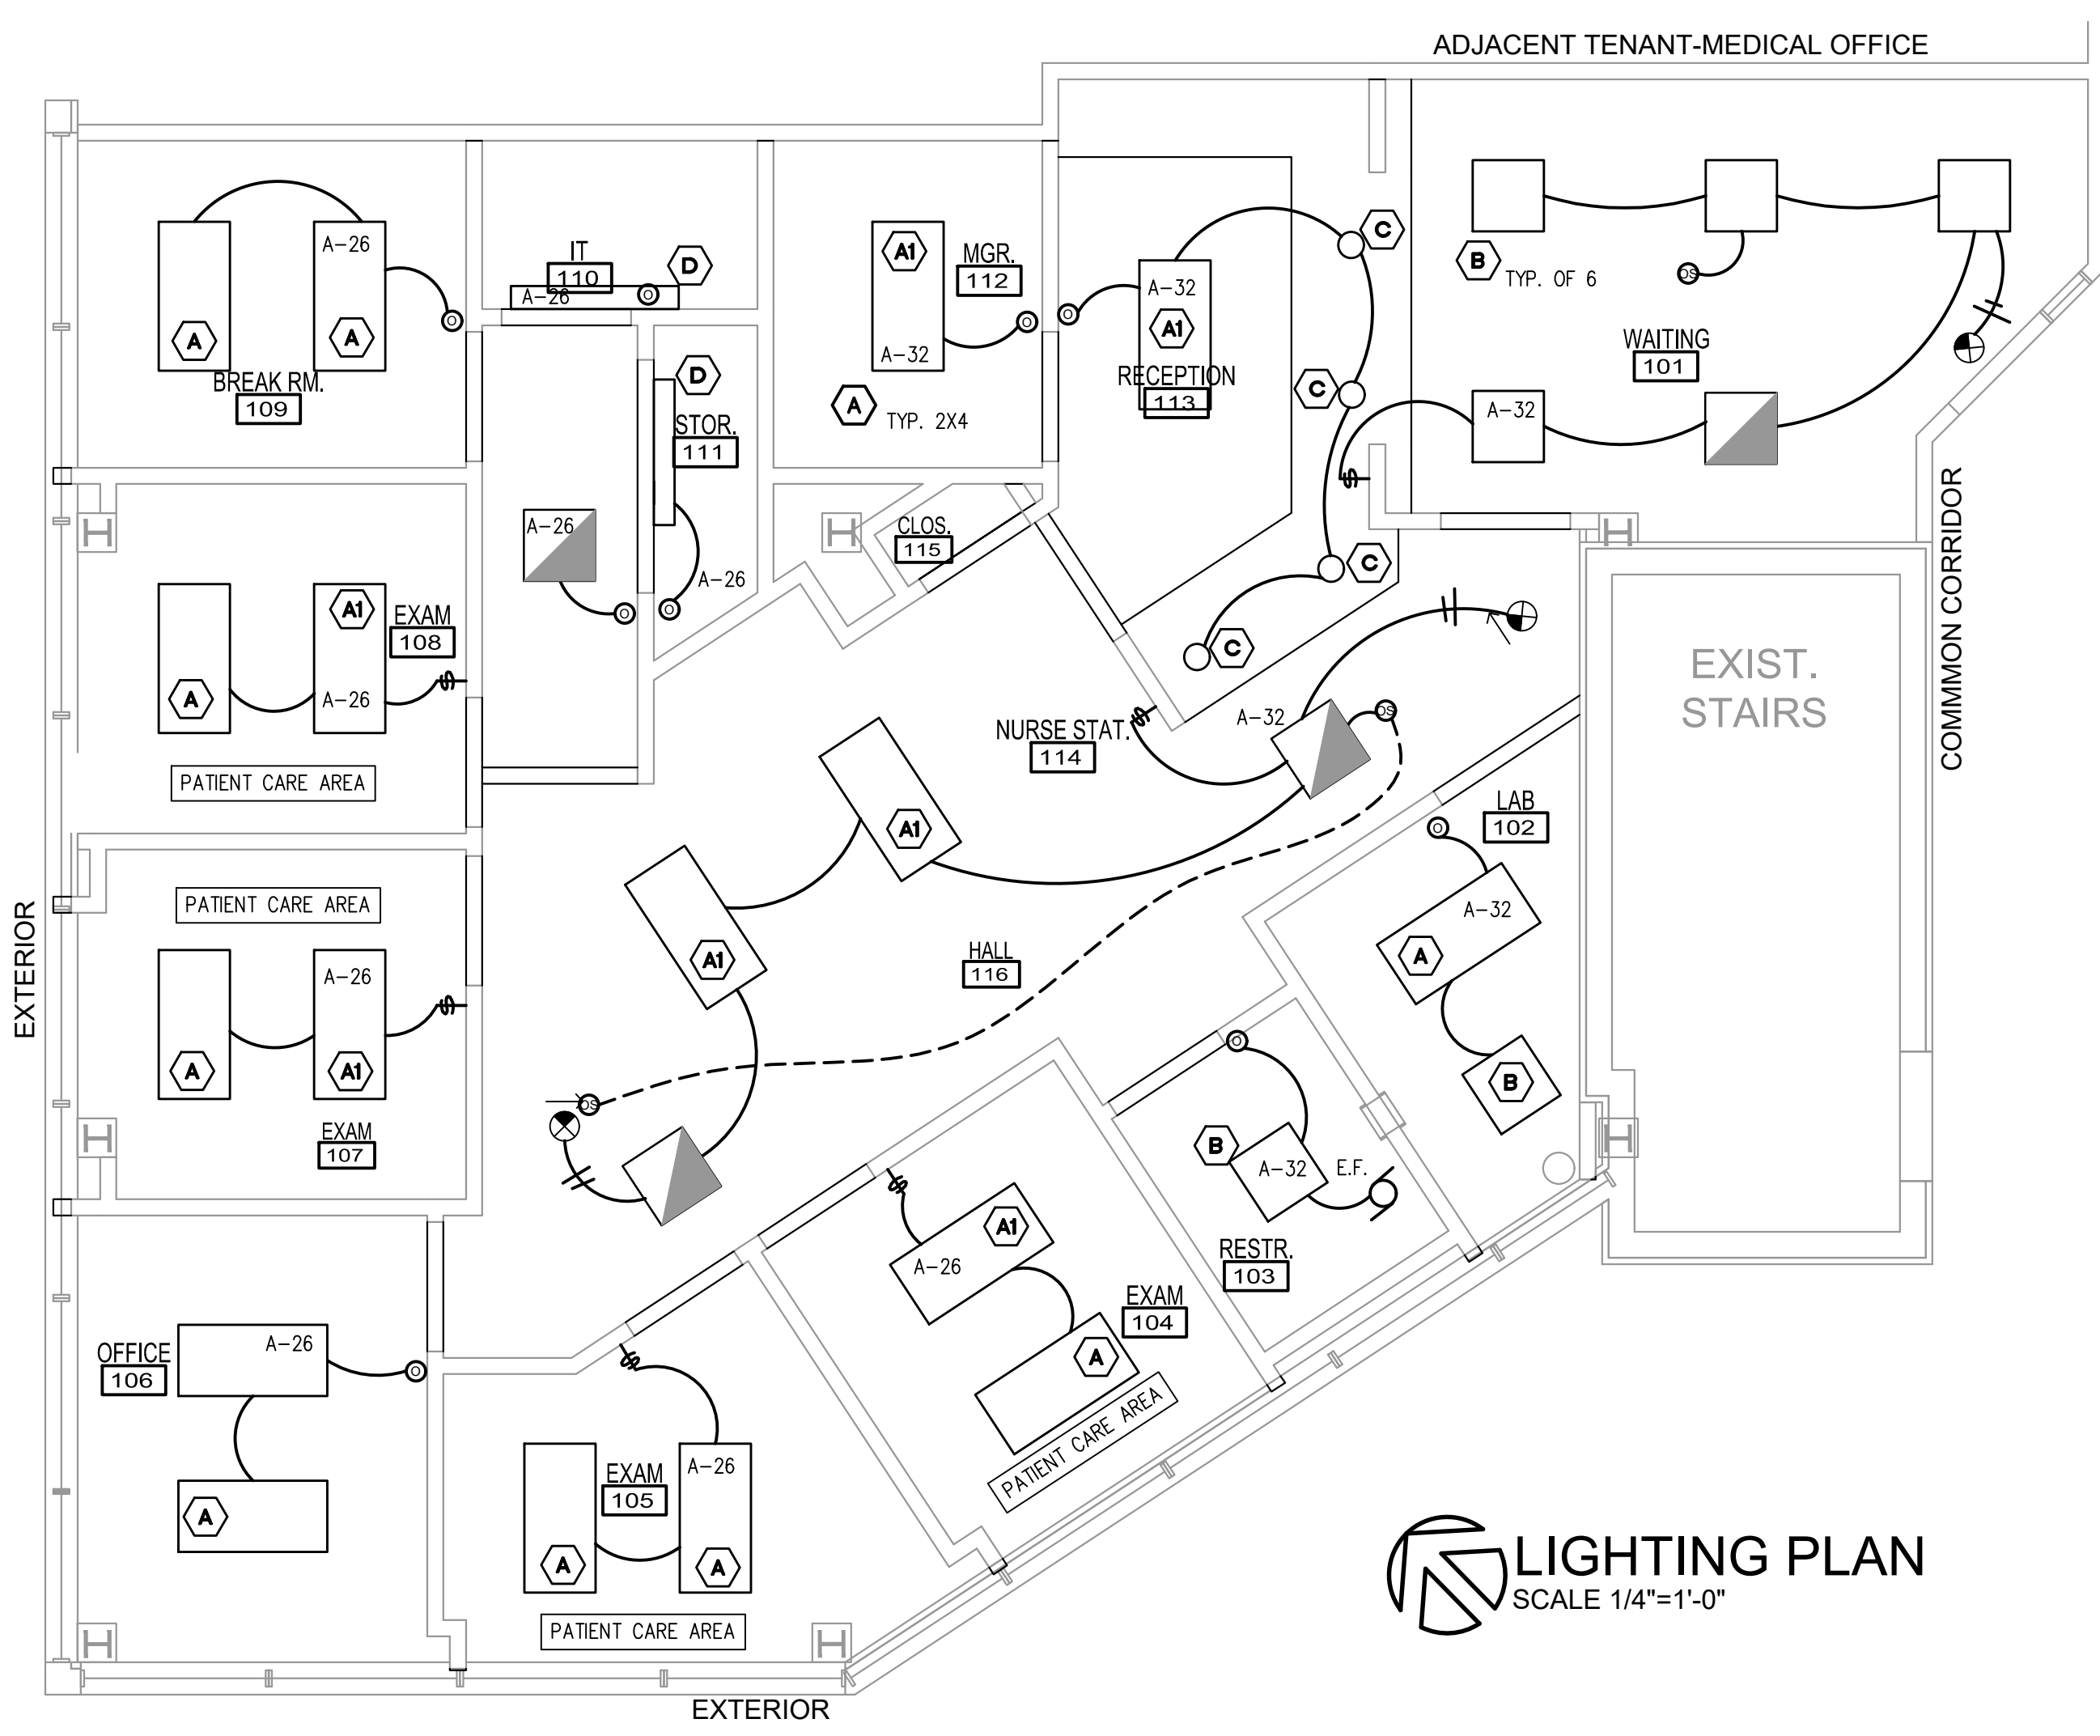 ADJACENT TENANT-MEDICAL OFFICE
A-26
A
A
BREAK RM.
109
IT
110
A-26
O
D
O
A1
MGR.
112
A-32
O
A
TYP. 2X4
O
A-32
A1
RECEPTION
113
C
C
C
C
B
TYP. OF 6
OS
WAITING
101
A-32
$
D
STOR.
111
A-26
A-26
O
O
CLOS.
115
H
H
H
A
A1
A-26
EXAM
108
$
PATIENT CARE AREA
EXIST.
STAIRS
COMMON CORRIDOR
NURSE STAT.
114
$
A-32
OS
A1
A1
LAB
102
O
A-32
A
B
H
EXTERIOR
PATIENT CARE AREA
A-26
A
A1
$
EXAM
107
H
HALL
116
OS
O
B
A-32
E.F.
RESTR.
103
$
A1
A-26
EXAM
104
A
PATIENT CARE AREA
OFFICE
106
A-26
O
A
$
EXAM
105
A-26
A
A
PATIENT CARE AREA
H
H
EXTERIOR
LIGHTING PLAN
SCALE 1/4"=1'-0"